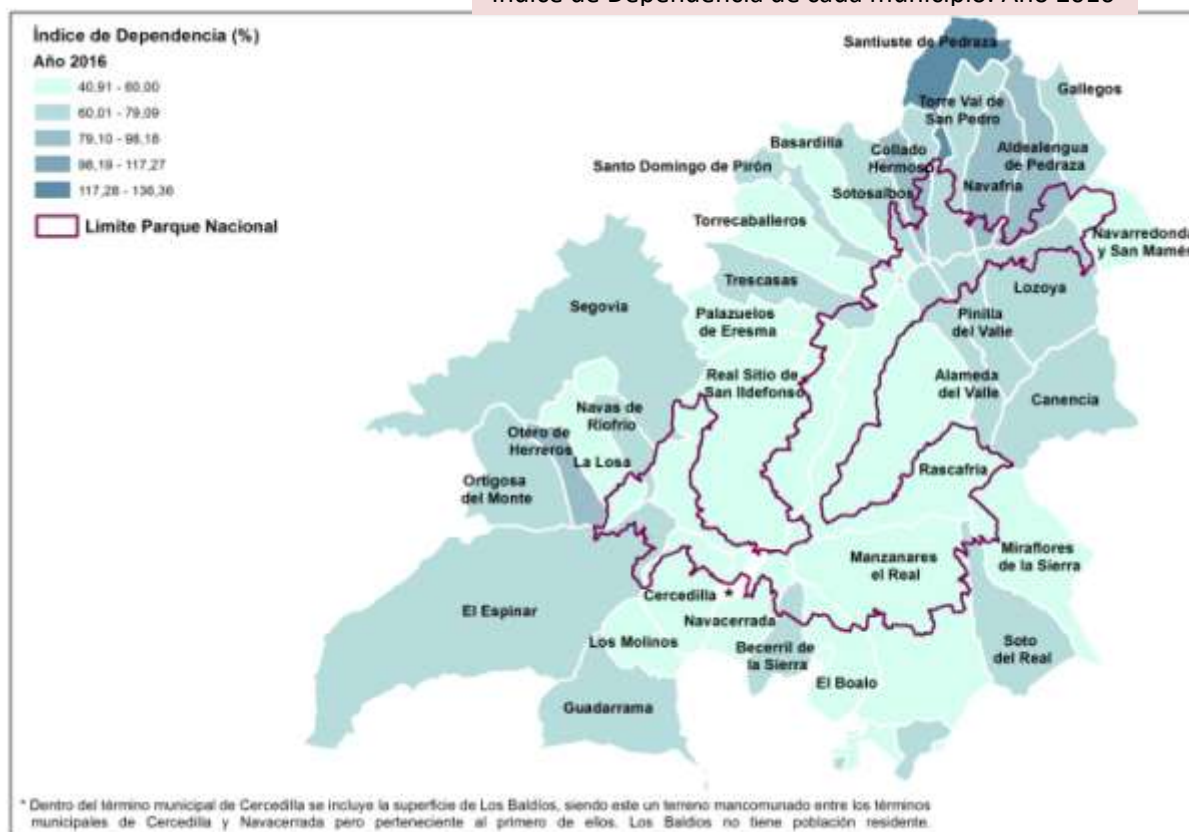 Índice de Dependencia de cada municipio. Año 2016
Índice de Dependencia (%)
Año 2016
40,91 - 60,00
60,01 - 79,09
79,10 - 98,18
98,19 - 117,27
117,28 - 136,36
Limite Parque Nacional
Santiuste de Pedraza
Gallegos
Torre Val de
San Pedro
Basardilla
Collado
Hermoso
Aldealengua
de Pedraza
Santo Domingo de Pirón
Sotosalbos
Navafria
Torrecaballeros
Navarredonda
y San Mamés
Trescasas
Lozoya
Segovia
Palazuelos
de Eresma
Pinilla
del Valle
Real Sitio de
San Ildefonso
Alameda
del Valle
Canencia
Navas de
Riofrio
Otero de
Herreros
La Losa
Rascafria
Ortigosa
del Monte
Manzanares
el Real
Miraflores
de la Sierra
Cercedilla *
El Espinar
Navacerrada
Los Molinos
Becerril de
la Sierra
Soto
del Real
El Boalo
Guadarrama
* Dentro del término municipal de Cercedilla se incluye la superficie de Los Baldíos, siendo este un terreno mancomunado entre los términos
municipales de Cercedilla y Navacerrada pero perteneciente al primero de ellos. Los Baldios no tiene población residente.